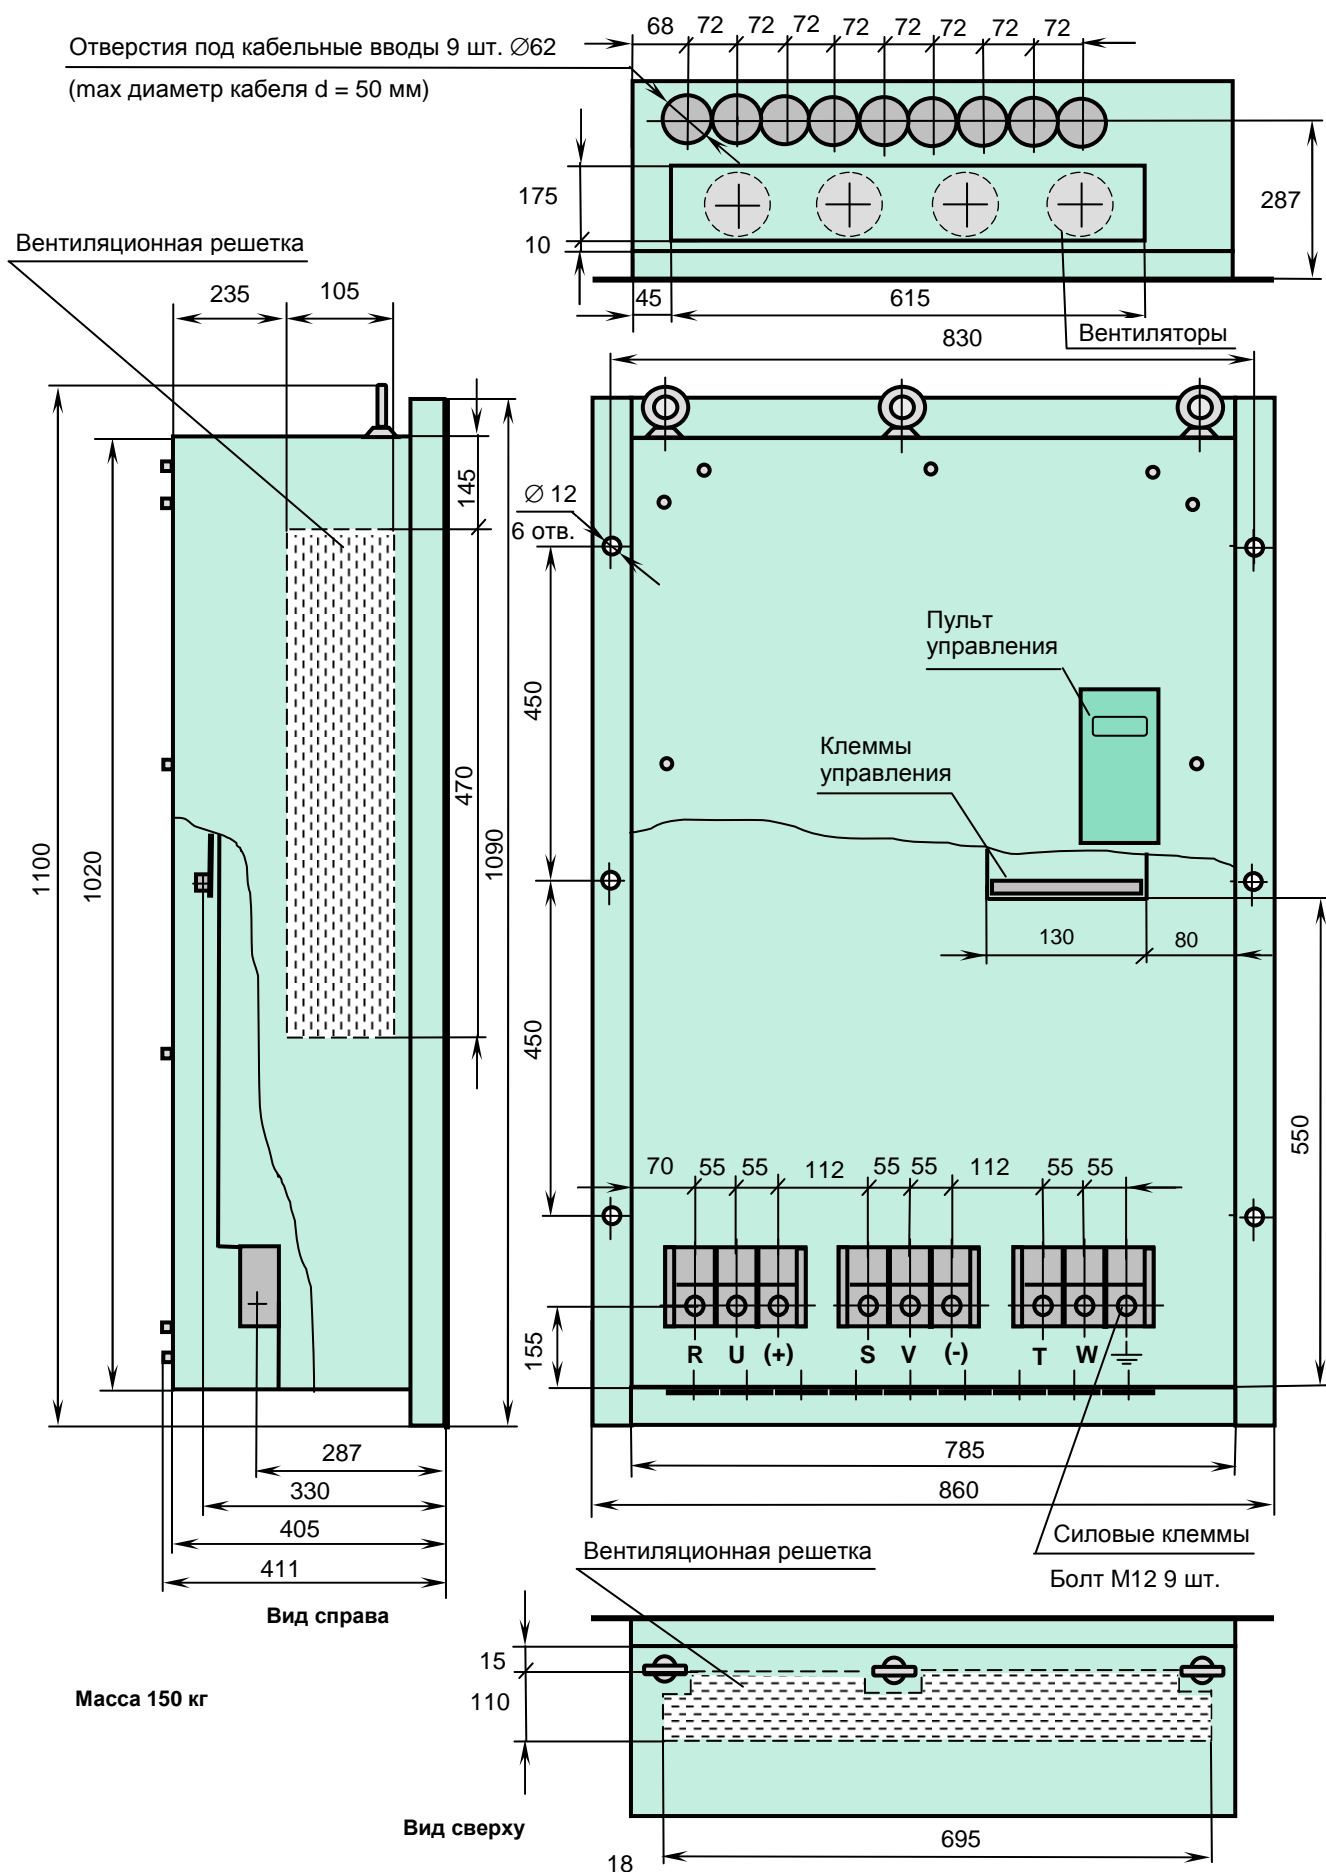 68 72 72 72 72 72 72 72 72
Отверстия под кабельные вводы 9 шт. ∅62
(max диаметр кабеля d = 50 мм)
175
287
10
Вентиляционная решетка
235 105
45 615
Вентиляторы
830
145
∅ 12
6 отв.
Пульт
управления
450
Клеммы
управления
470
1100
1020
1090
130 80
450
550
70 55 55 112 55 55 112 55 55
155
R U (+) S V (-) T W
287
785
330
860
405
Силовые клеммы
411
Вентиляционная решетка
Болт М12 9 шт.
Вид справа
15
Масса 150 кг
110
Вид сверху
695
18